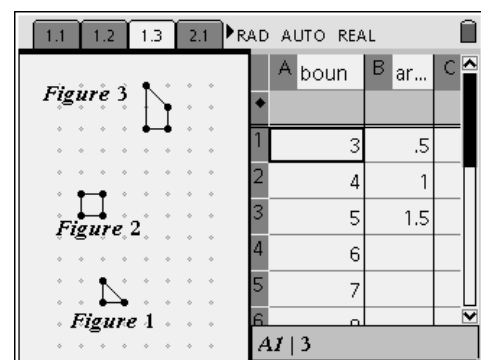 1.1 1.2 1.3 2.1 RAD AUTO REAL
A boun B ar... C
Figure 3
1 3 .5
2 4 1
3 5 1.5
Figure 2
4 6
5 7
Figure 1
6
A1 | 3